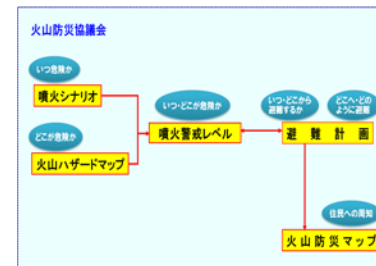 火山防災協議会
いつ危険か
噴火シナリオ
どこが危険か
火山ハザードマップ
いつ・どこが危険か
噴火警戒レベル
いつ・どこから
避難するか
どこへ・どの
ように避難
避難計画
住民への周知
火山防災マップ